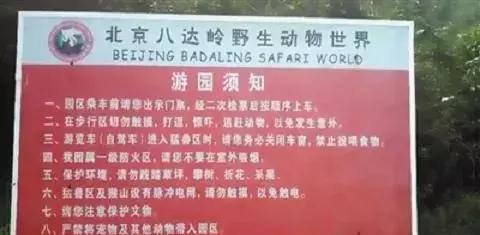 北京八达岭野生动物世界
BEIJING BADALING SAFARI WORLD
游园须知
一、园区乘车前请您出示门票，经二次检票后按顺序上车。
二、在步行区切勿触摸，打逗，惊吓，追赶动物，以免发生意外。
三、游览车（自驾车）进入猛兽区时，请您务必关闭车窗，禁止投喂食物。
四、我园属一级防火区，请您不要在室外吸烟。
五、保护环境，请勿践踏草坪，攀树，折花，采果。
六、猛兽区及猴山设有脉冲电网，请勿触摸，以免触电。
七、请您注意保护文物。
八、严禁将宠物及其他动物带入园区。